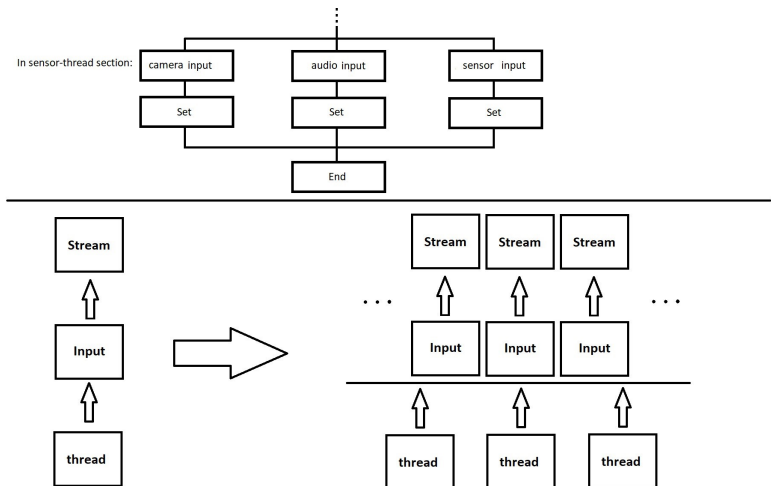 In sensor-thread section:
camera input
audio input
sensor input
Set
Set
Set
End
Stream
Stream
Stream
Stream
Input
Input
Input
Input
thread
thread
thread
thread